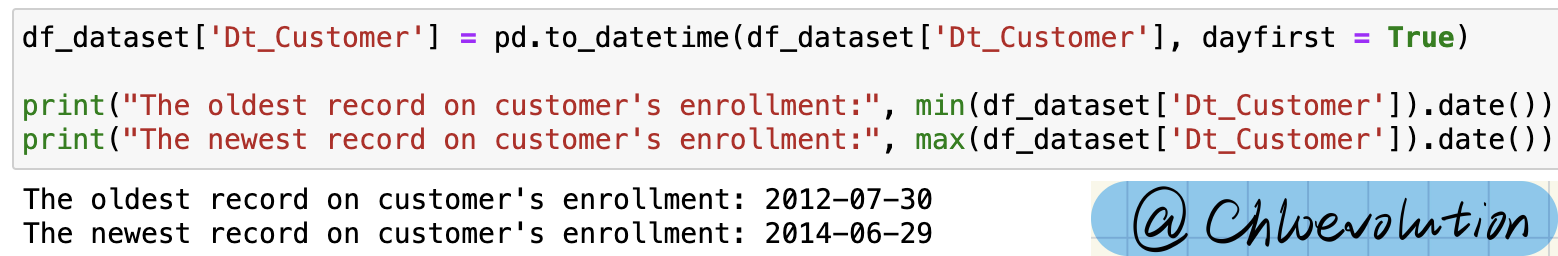 df_dataset['Dt_Customer'] = pd.to_datetime(df_dataset['Dt_Customer'], dayfirst = True)
print("The oldest record on customer's enrollment:", min(df_dataset['Dt_Customer']).date())
print("The newest record on customer's enrollment:", max(df_dataset['Dt_Customer']).date())
The oldest record on customer's enrollment: 2012-07-30
The newest record on customer's enrollment: 2014-06-29
@Chloevolution